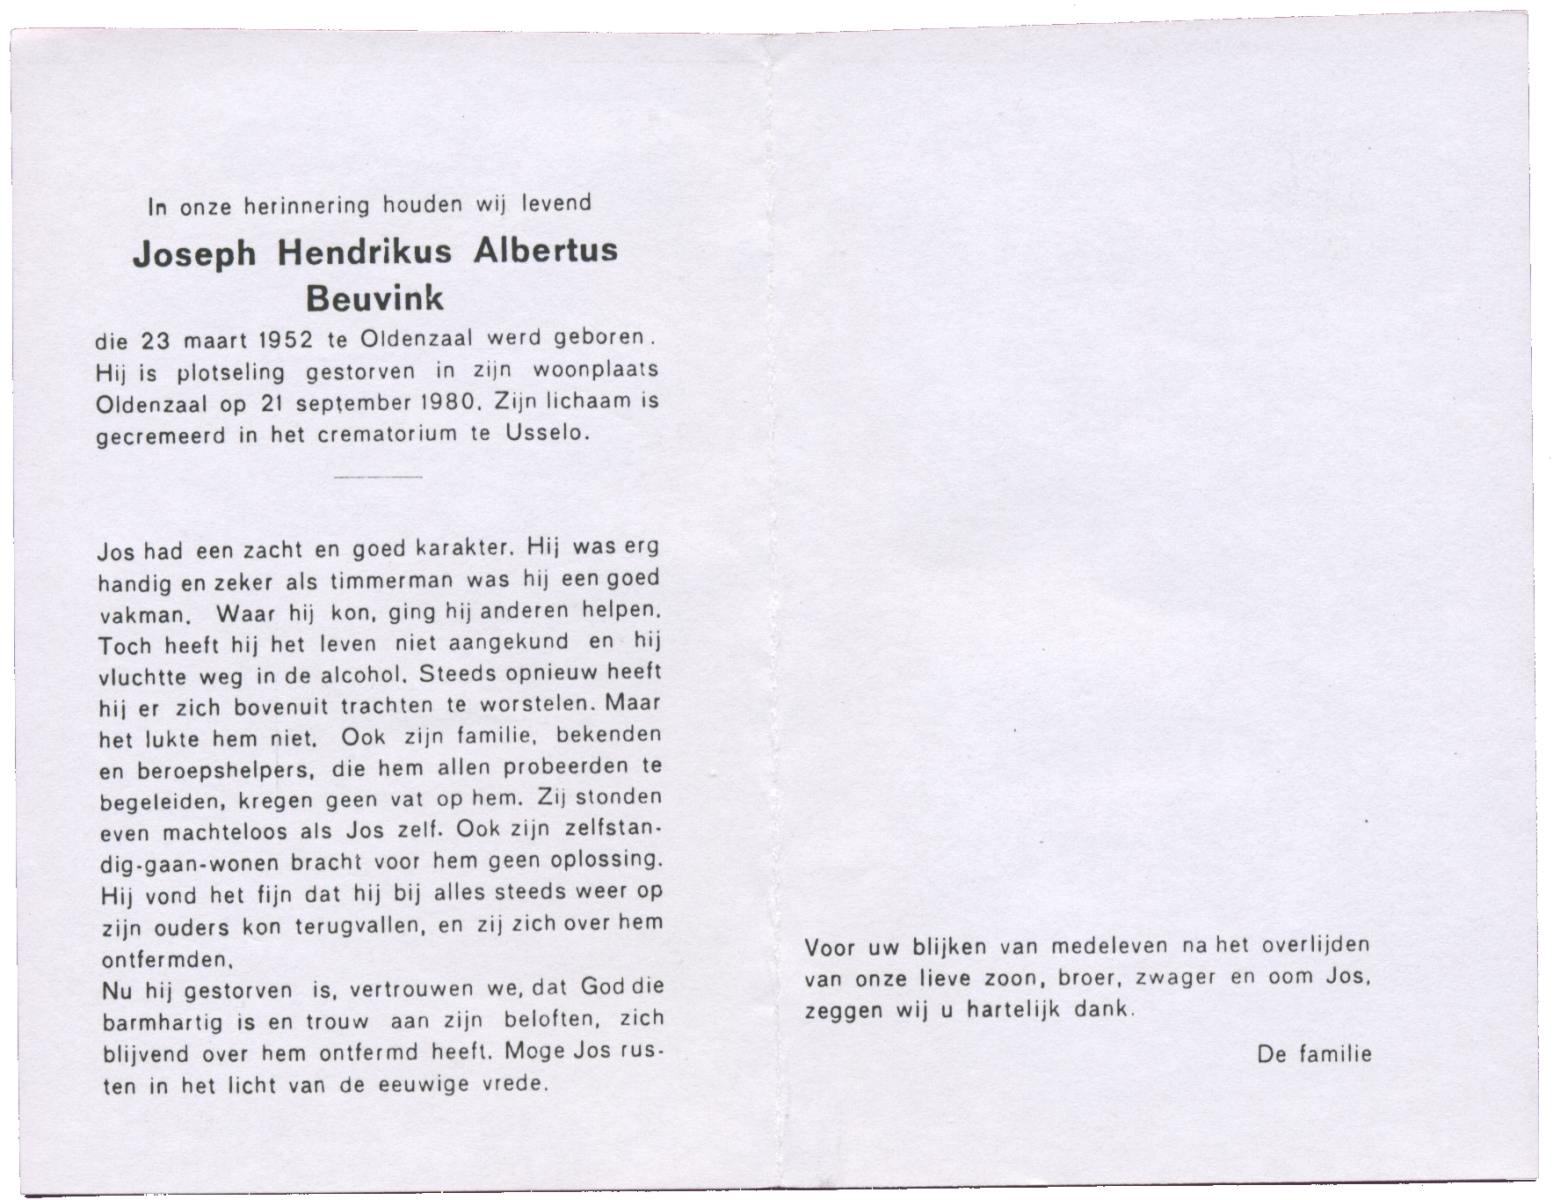 In onze herinnering houden wij levend
Joseph Hendrikus Albertus
Beuvink
die 23 maart 1952 te Oldenzaal werd geboren.
Hij is plotseling gestorven in zijn woonplaats
Oldenzaal op 21 september 1980. Zijn lichaam is
gecremeerd in het crematorium te Usselo.
Jos had een zacht en goed karakter. Hij was erg
handig en zeker als timmerman was hij een goed
vakman. Waar hij kon, ging hij anderen helpen.
Toch heeft hij het leven niet aangekund en hij
vluchtte weg in de alcohol. Steeds opnieuw heeft
hij er zich bovenuit trachten te worstelen. Maar
het lukte hem niet. Ook zijn familie, bekenden
en beroepshelpers, die hem allen probeerden te
begeleiden, kregen geen vat op hem. Zij stonden
even machteloos als Jos zelf. Ook zijn zelfstan-
dig-gaan-wonen bracht voor hem geen oplossing.
Hij vond het fijn dat hij bij alles steeds weer op
zijn ouders kon terugvallen, en zij zich over hem
ontfermden.
Nu hij gestorven is, vertrouwen we, dat God die
barmhartig is en trouw aan zijn beloften, zich
blijvend over hem ontfermd heeft. Moge Jos rus-
ten in het licht van de eeuwige vrede.
Voor uw blijken van medeleven na het overlijden
van onze lieve zoon, broer, zwager en oom Jos,
zeggen wij u hartelijk dank.
De familie